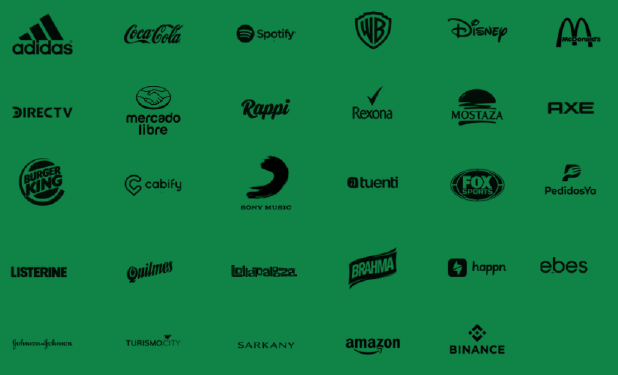 adidas
Coca-Cola
Spotify
WB
Disney
McDonald's
DIRECTV
mercado
libre
Rappi
Rexona
MOSTAZA
AXE
BURGER
KING
cabify
SONY MUSIC
tuenti
FOX
SPORTS
PedidosYa
LISTERINE
Quilmes
Lollapalooza
BRAHMA
happn
ebes
Johnson & Johnson
TURISMOCITY
SARKANY
amazon
BINANCE